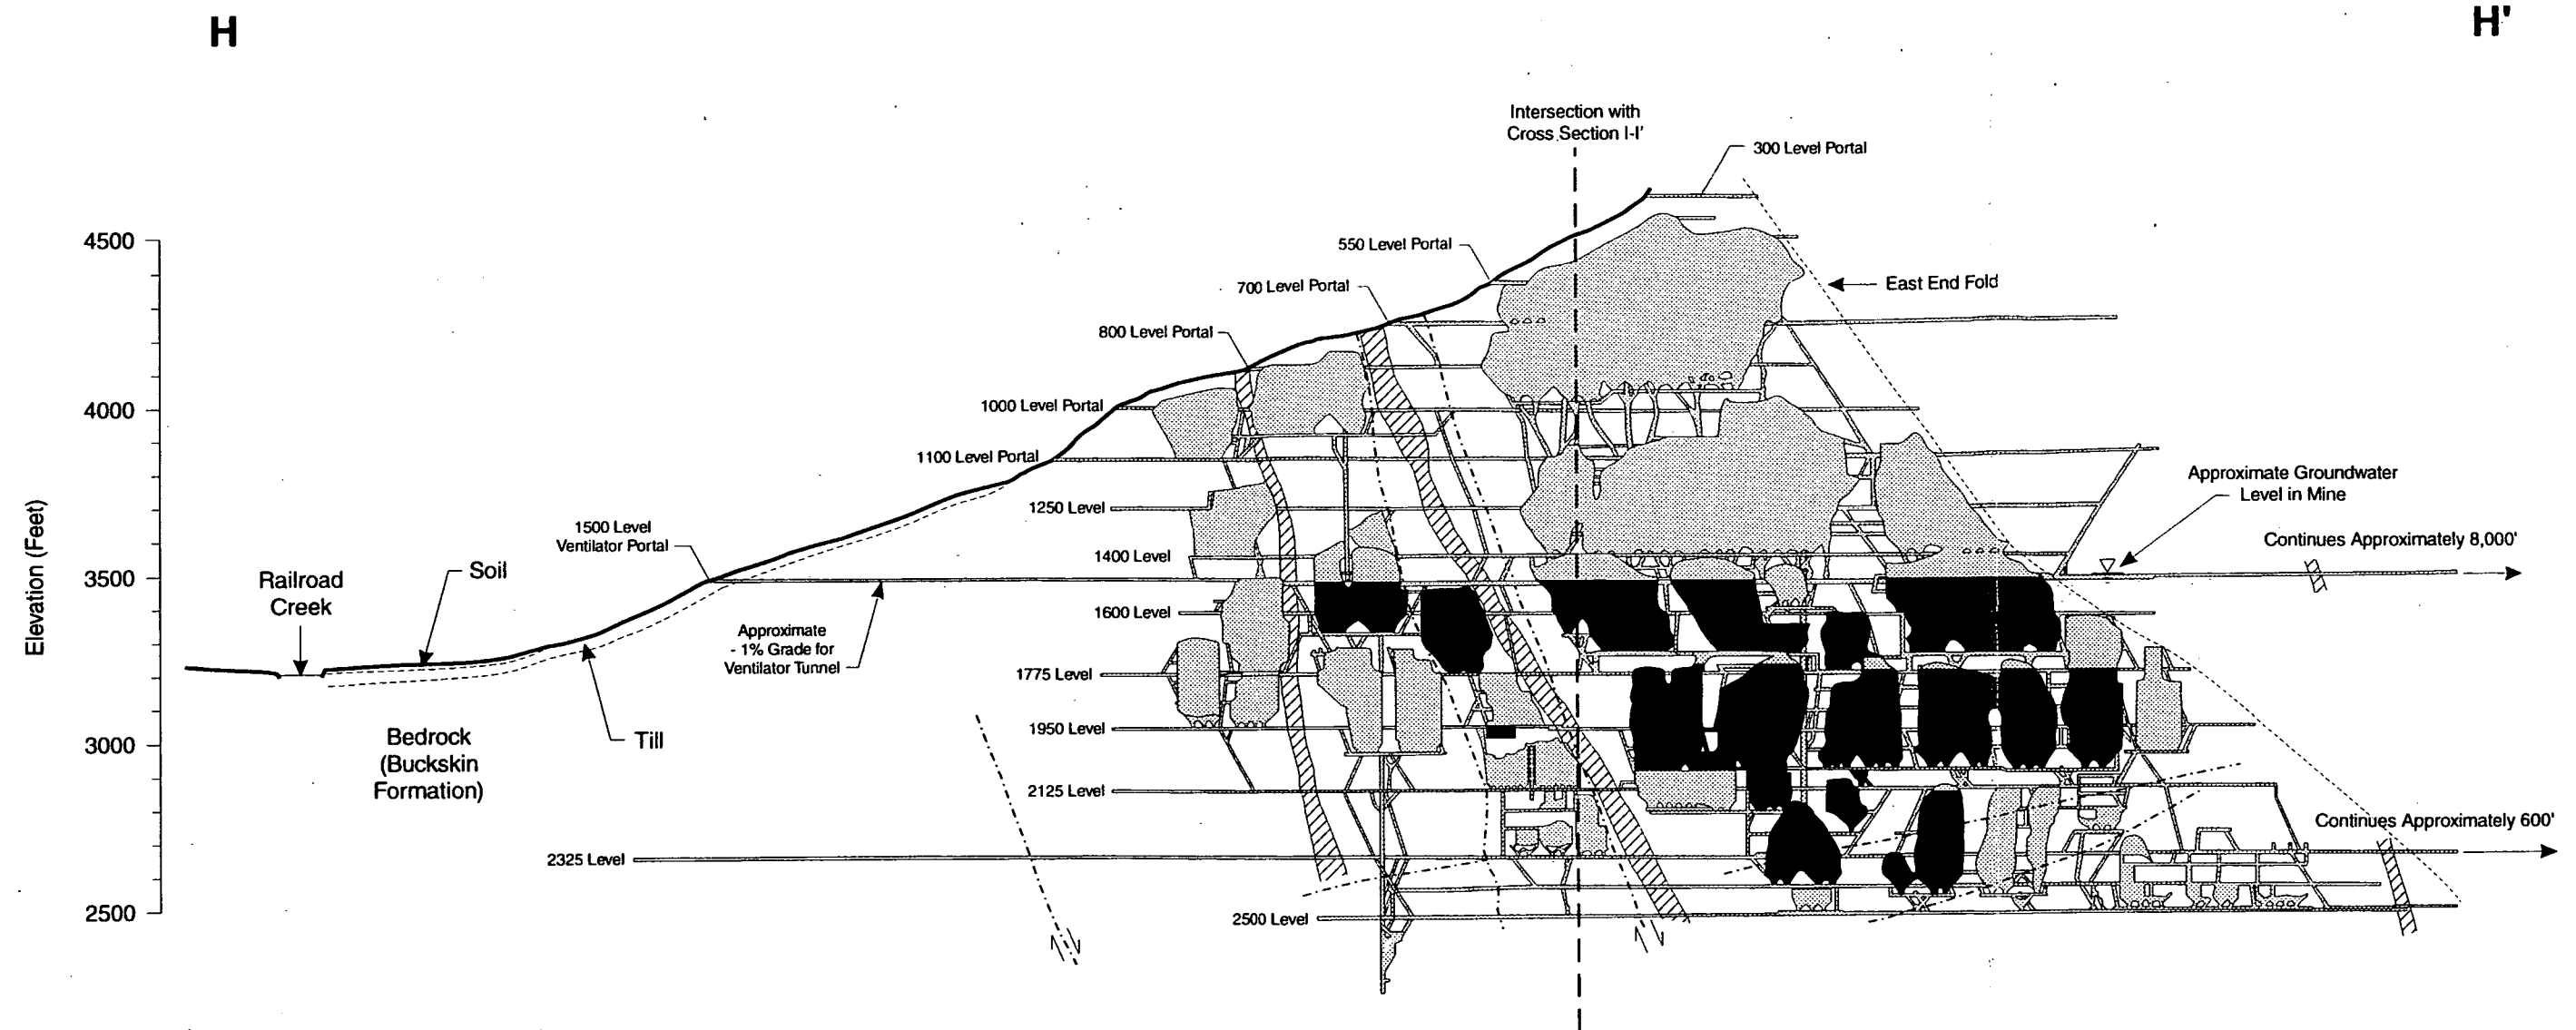 H
H'
Intersection with
Cross Section I-I'
300 Level Portal
4500
550 Level Portal
700 Level Portal
East End Fold
800 Level Portal
4000
1000 Level Portal
1100 Level Portal
Approximate Groundwater
Level in Mine
1250 Level
1500 Level
Ventilator Portal
1400 Level
Continues Approximately 8,000'
Elevation (Feet)
3500
Soil
Railroad
Creek
1600 Level
Approximate
- 1% Grade for
Ventilator Tunnel
1775 Level
1950 Level
3000
Bedrock
(Buckskin
Formation)
Till
2125 Level
Continues Approximately 600'
2325 Level
2500
2500 Level